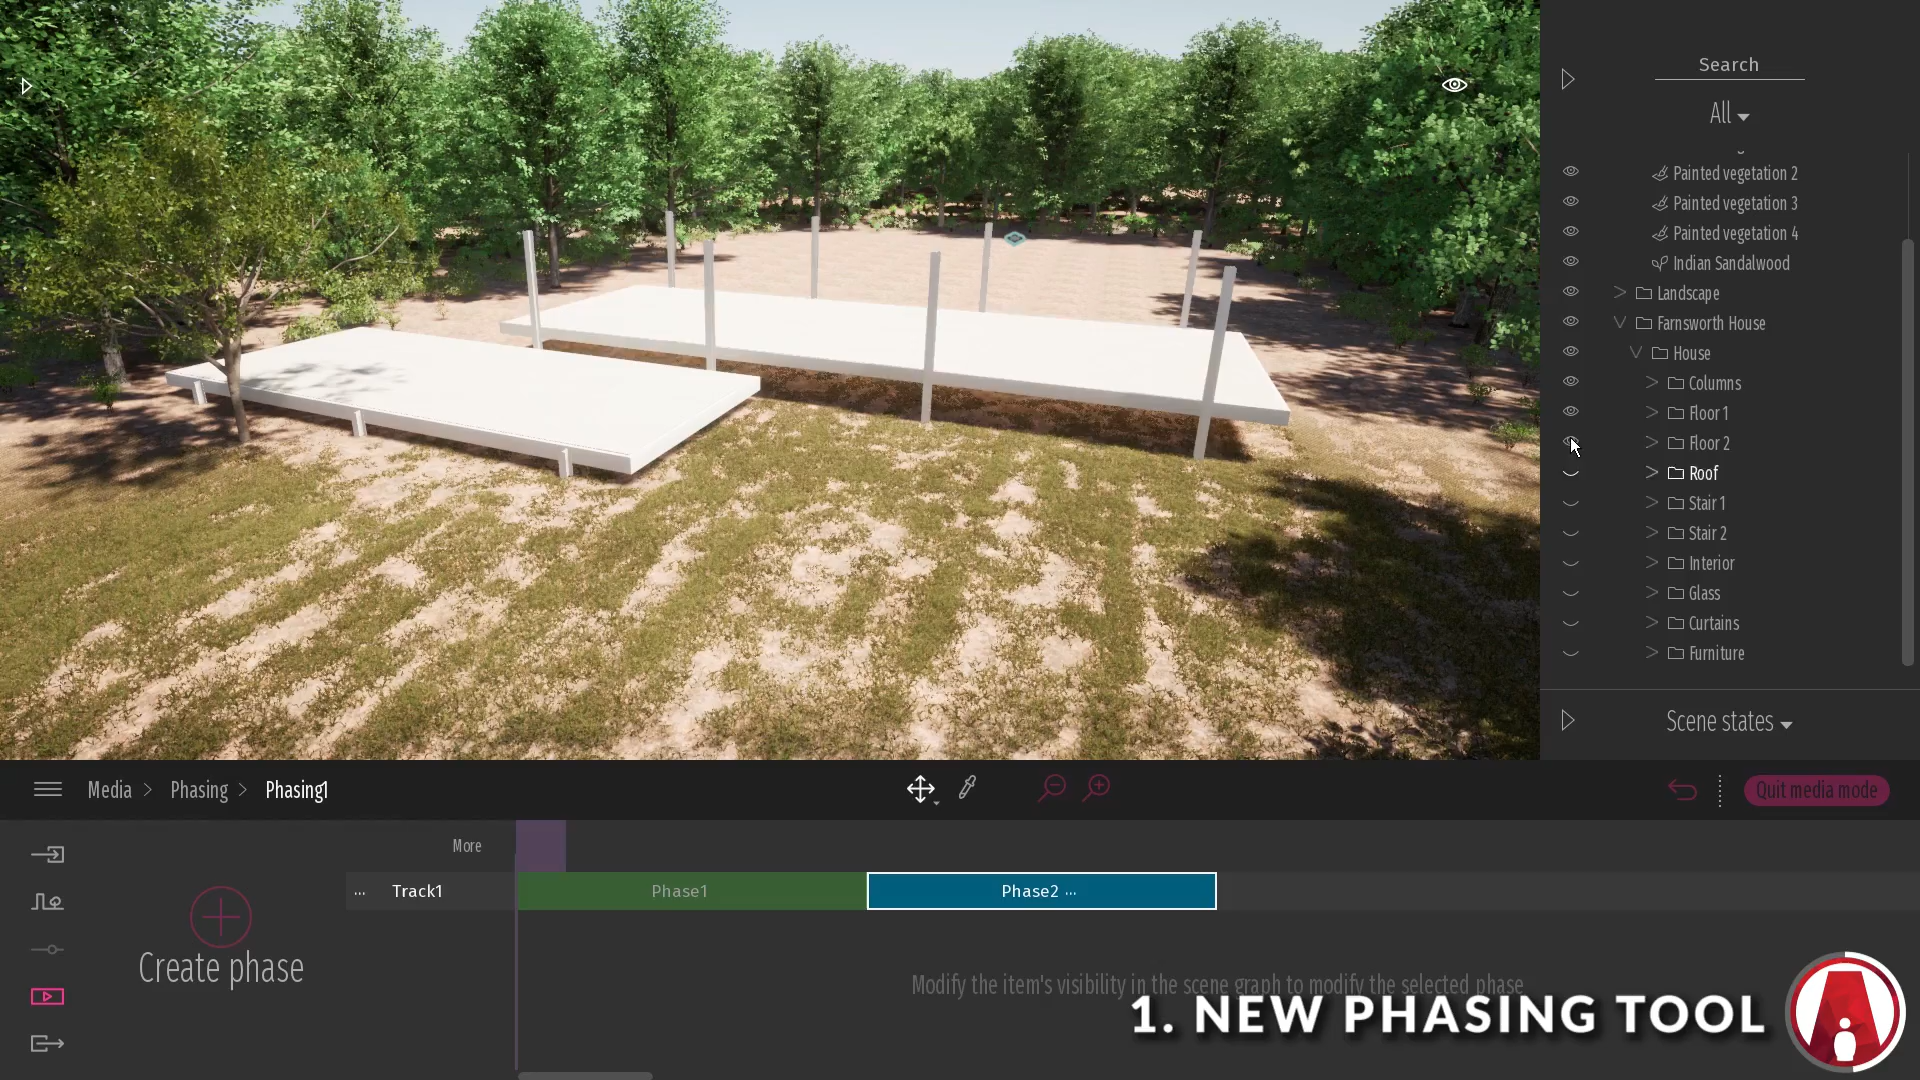 Search
All
Painted vegetation 2
Painted vegetation 3
Painted vegetation 4
Indian Sandalwood
Landscape
Farnsworth House
House
Columns
Floor 1
Floor 2
Roof
Stair 1
Stair 2
Interior
Glass
Curtains
Furniture
Scene states
Media > Phasing > Phasing1
Quit media mode
More
... Track1
Phase1
Phase2 ...
Create phase
Modify the item's visibility in the scene graph to modify the selected phase
1. NEW PHASING TOOL